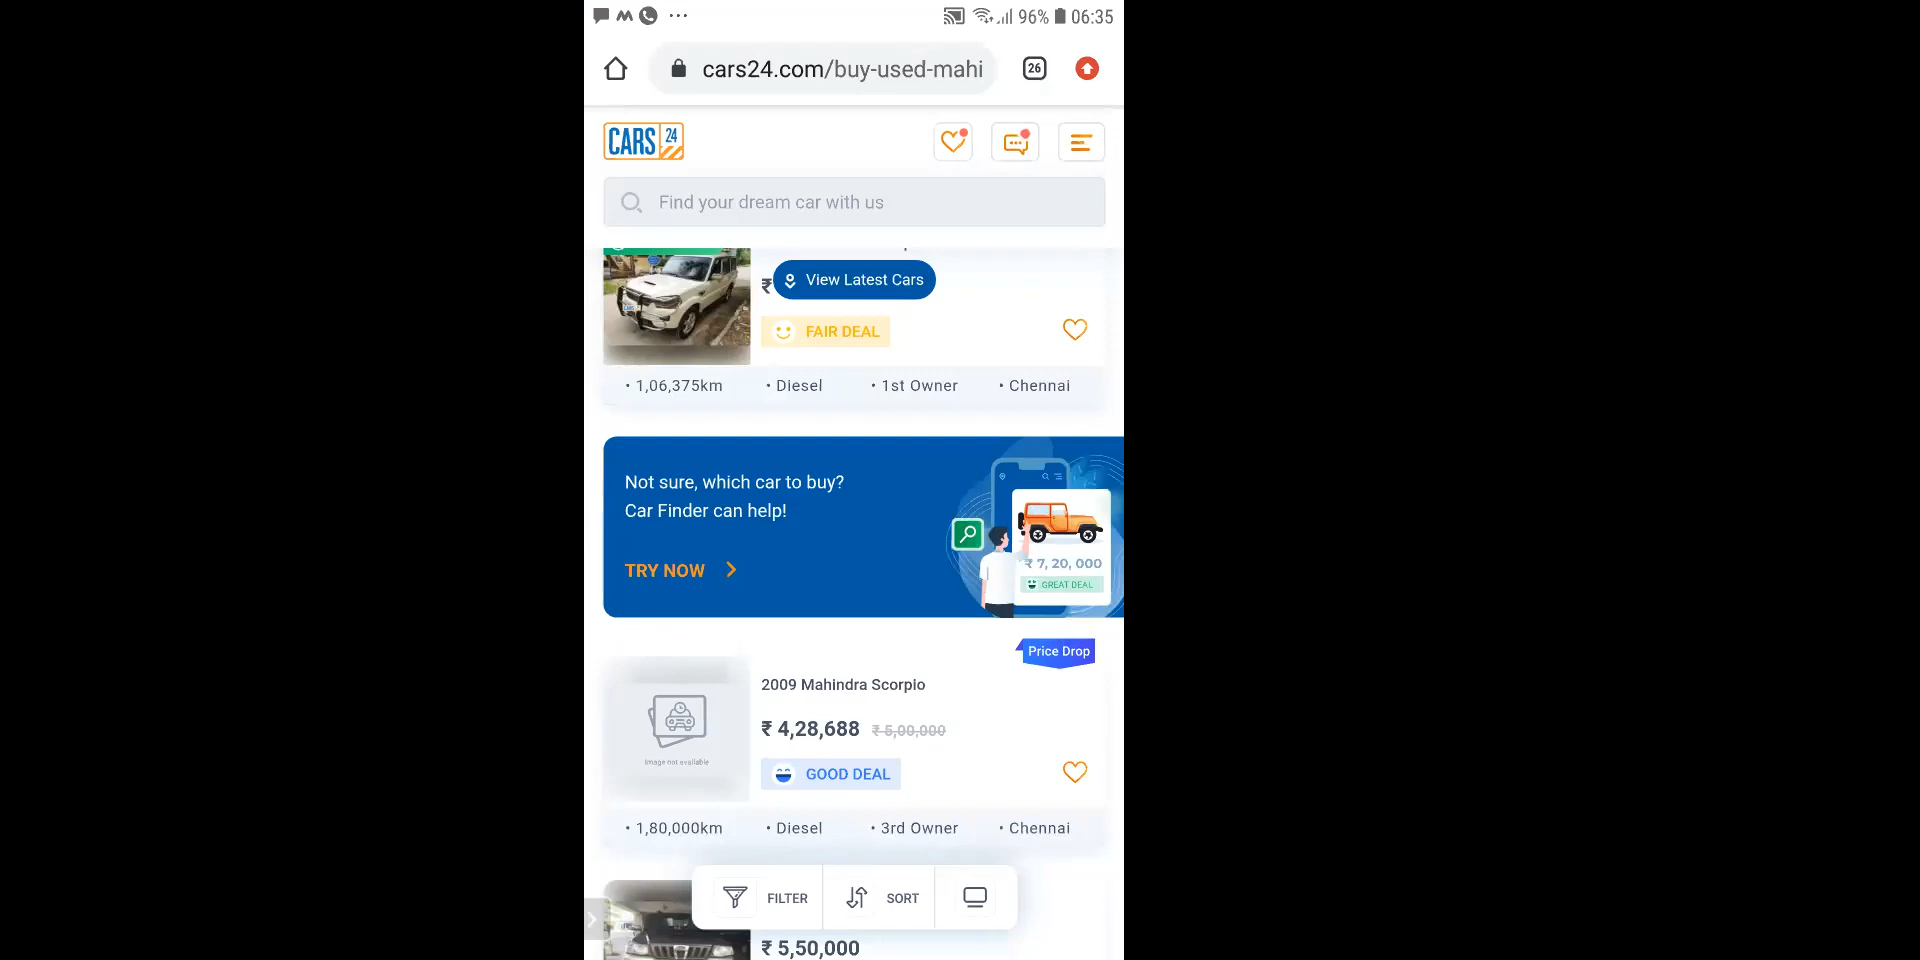 96% 06:35
cars24.com/buy-used-mahi
26
CARS 24
Find your dream car with us
₹
View Latest Cars
FAIR DEAL
• 1,06,375km • Diesel • 1st Owner • Chennai
Not sure, which car to buy?
Car Finder can help!
TRY NOW
₹ 7, 20, 000
GREAT DEAL
Price Drop
2009 Mahindra Scorpio
₹ 4,28,688 ₹ 5,00,000
Image not available
GOOD DEAL
• 1,80,000km • Diesel • 3rd Owner • Chennai
FILTER SORT
₹ 5,50,000